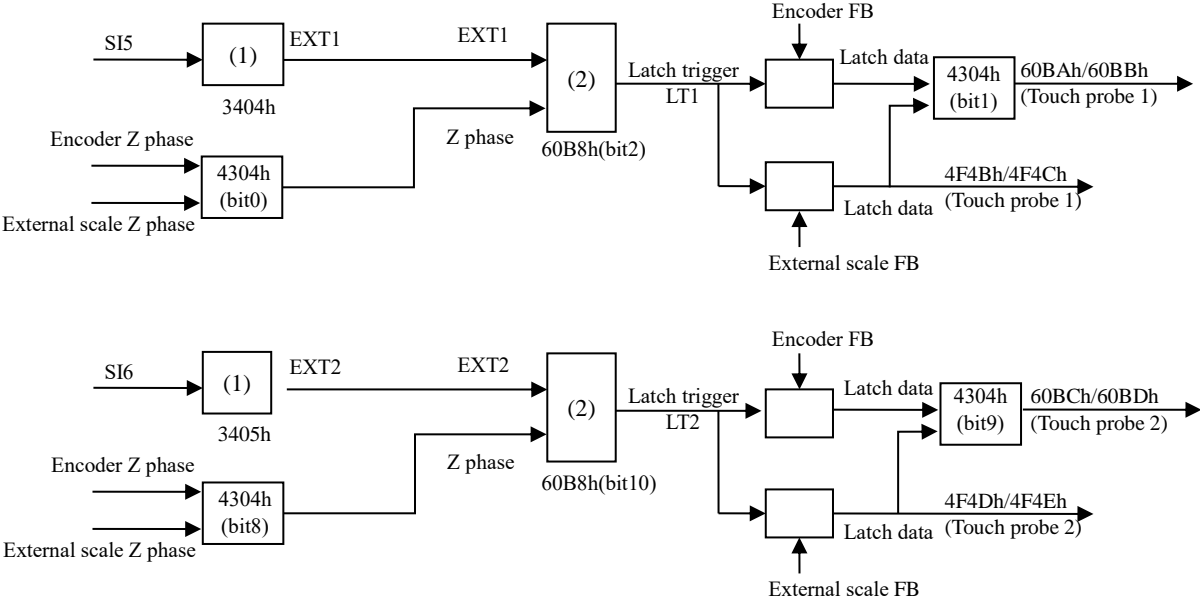 Encoder FB
SI5
(1)
EXT1
EXT1
3404h
(2)
Latch trigger
LT1
Latch data
4304h
(bit1)
60BAh/60BBh
(Touch probe 1)
Encoder Z phase
4304h
(bit0)
External scale Z phase
Z phase
60B8h(bit2)
4F4Bh/4F4Ch
Latch data
(Touch probe 1)
External scale FB
Encoder FB
SI6
(1)
EXT2
EXT2
3405h
(2)
Latch trigger
LT2
Latch data
4304h
(bit9)
60BCh/60BDh
(Touch probe 2)
Encoder Z phase
4304h
(bit8)
External scale Z phase
Z phase
60B8h(bit10)
4F4Dh/4F4Eh
Latch data
(Touch probe 2)
External scale FB